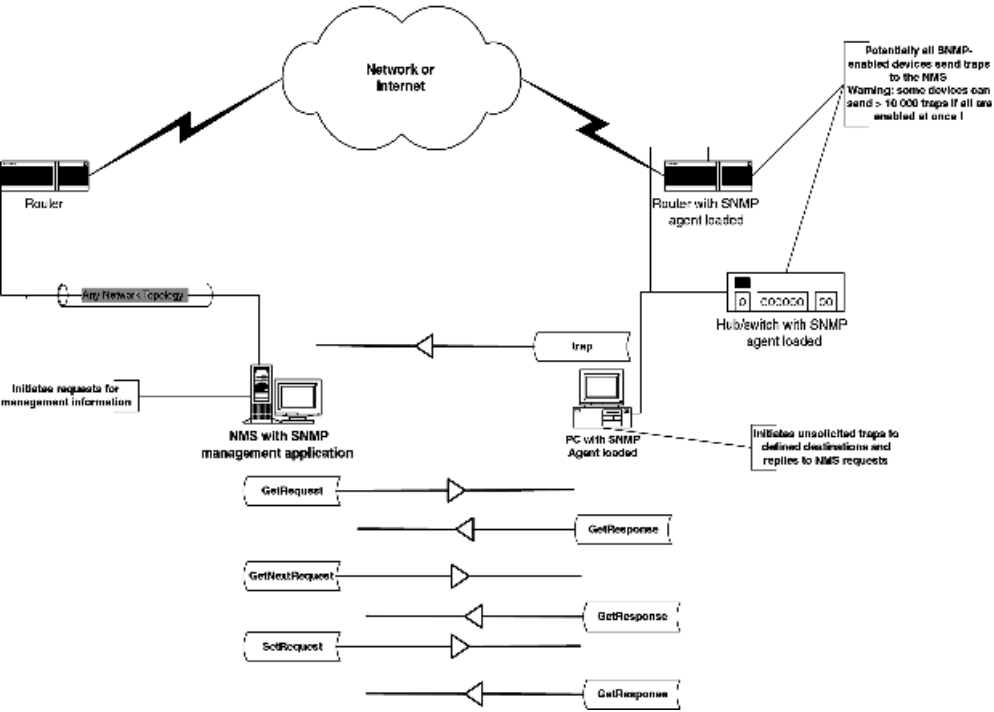 Network or
Internet
Potentially all SNMP-
enabled devices send traps
to the NMS
Warning: some devices can
send > 10 000 traps if all are
enabled at once !
Router
Router with SNMP
agent loaded
Any Network Topology
Hub/switch with SNMP
agent loaded
trap
Initiates requests for
management information
NMS with SNMP
management application
PC with SNMP
Agent loaded
Initiates unsolicited traps to
defined destinations and
replies to NMS requests
GetRequest
GetResponse
GetNextRequest
GetResponse
SetRequest
GetResponse